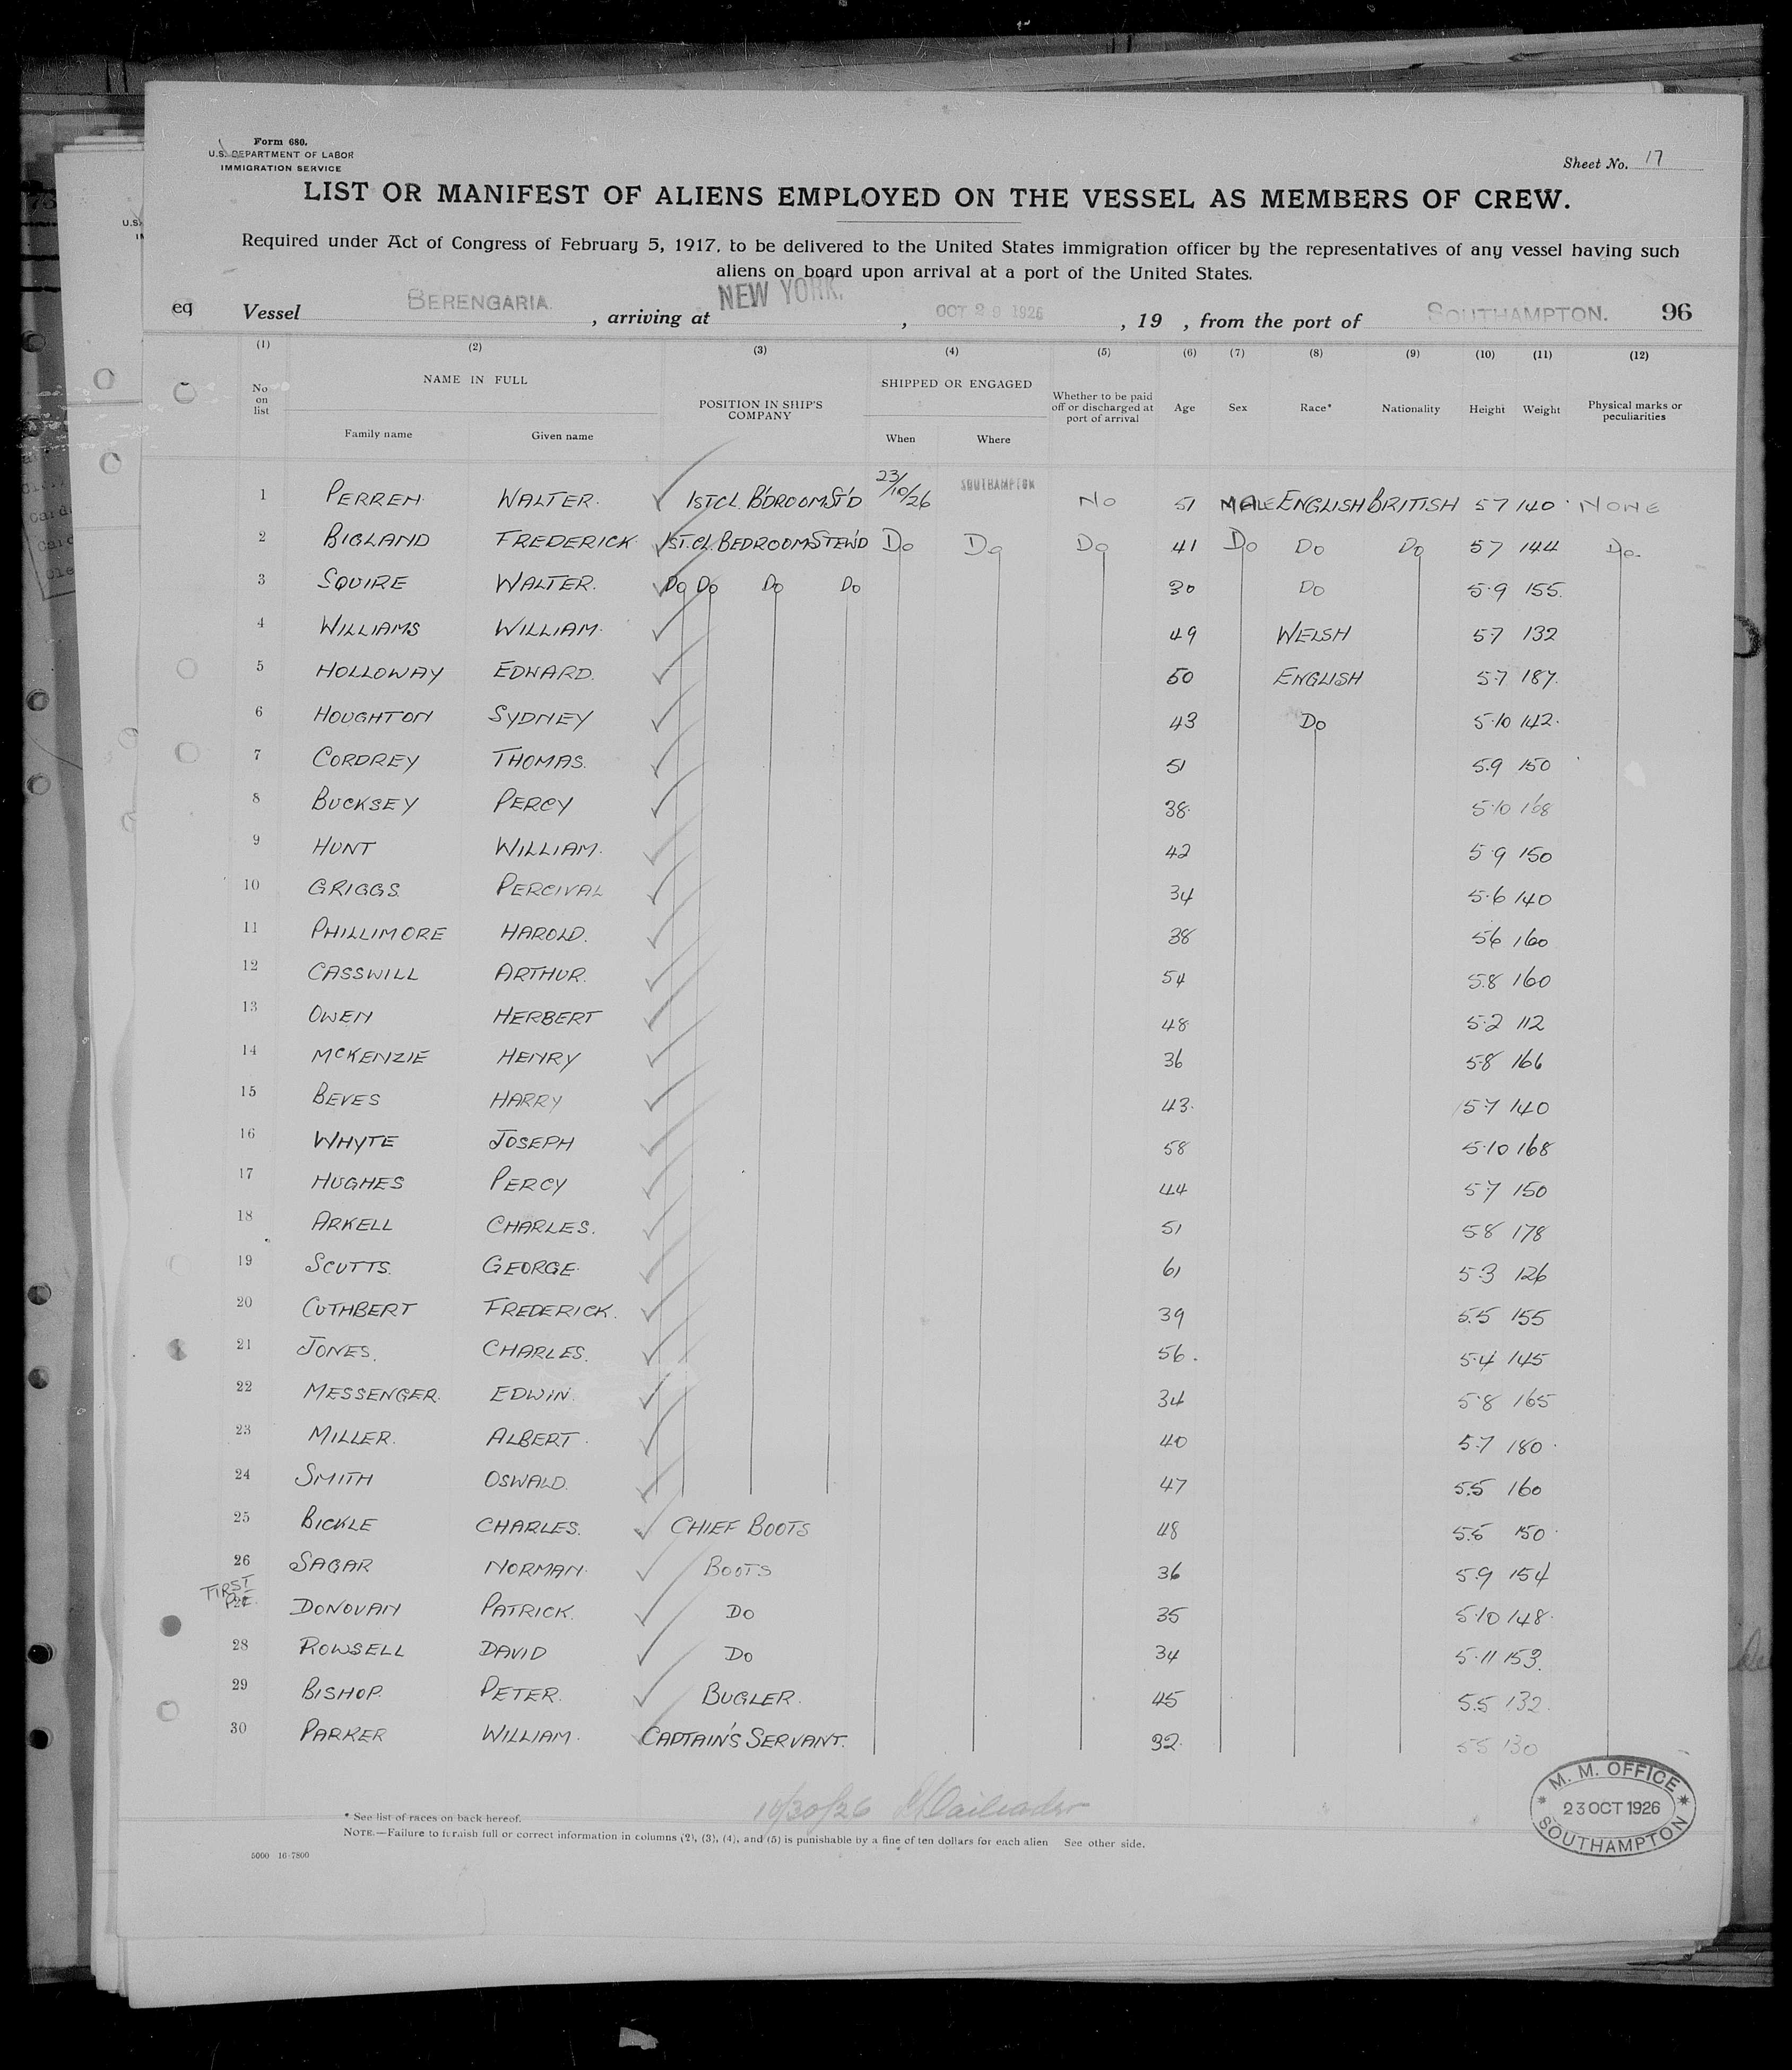 Form 680.
U.S. DEPARTMENT OF LABOR
IMMIGRATION SERVICE
Sheet No. 17
LIST OR MANIFEST OF ALIENS EMPLOYED ON THE VESSEL AS MEMBERS OF CREW.
Required under Act of Congress of February 5, 1917, to be delivered to the United States immigration officer by the representatives of any vessel having such
aliens on board upon arrival at a port of the United States.
eq Vessel BERENGARIA. , arriving at NEW YORK. , OCT 29 1926 , 19 , from the port of SOUTHAMPTON. 96
(1) (2) (3) (4) (5) (6) (7) (8) (9) (10) (11) (12)
No on list NAME IN FULL Family name Given name POSITION IN SHIP'S COMPANY SHIPPED OR ENGAGED When Where Whether to be paid off or discharged at port of arrival Age Sex Race* Nationality Height Weight Physical marks or peculiarities
1 PERREN. WALTER. 1ST CL. B'DROOM ST'D 23/10/26 SOUTHAMPTON NO 51 MALE ENGLISH BRITISH 57 140 NONE
2 BIGLAND FREDERICK 1ST. CL. BEDROOM STEW'D Do Do Do 41 Do Do Do 57 144 Do.
3 SQUIRE WALTER. Do Do Do Do 30 Do 5·9 155.
4 WILLIAMS WILLIAM. 49 WELSH 57 132
5 HOLLOWAY EDWARD. 50 ENGLISH 57 187.
6 HOUGHTON SYDNEY 43 Do 5·10 142.
7 CORDREY THOMAS. 51 5.9 150
8 BUCKSEY PERCY 38. 5·10 168
9 HUNT WILLIAM. 42 5·9 150
10 GRIGGS. PERCIVAL 34 5·6 140
11 PHILLIMORE HAROLD. 38 56 160
12 CASSWILL ARTHUR. 54 5.8 160
13 OWEN HERBERT 48 5·2 112
14 McKENZIE HENRY 36 5·8 166
15 BEVES HARRY 43. 5·7 140
16 WHYTE JOSEPH 58 5·10 168
17 HUGHES PERCY 44 5·7 150
18 ARKELL CHARLES. 51 5·8 178
19 SCUTTS. GEORGE. 61 5·3 126
20 CUTHBERT FREDERICK. 39 5.5 155
21 JONES. CHARLES. 56. 5·4 145
22 MESSENGER. EDWIN. 34 5·8 165
23 MILLER. ALBERT. 40 5·7 180.
24 SMITH OSWALD. 47 5.5 160
25 BICKLE CHARLES. CHIEF BOOTS 48 150.
26 SAGAR NORMAN. BOOTS 36 5.9 154
FIRST
DONOVAN PATRICK. DO 35 5·10 148.
28 ROWSELL DAVID DO 34 5·11 153.
29 BISHOP. PETER. BUGLER. 45 5.5 132.
30 PARKER WILLIAM. CAPTAIN'S SERVANT. 32. 55 130
10/30/26
* See list of races on back hereof.
NOTE.—Failure to furnish full or correct information in columns (2), (3), (4), and (5) is punishable by a fine of ten dollars for each alien See other side.
5000 16-7800
M. M. OFFICE
23 OCT 1926
SOUTHAMPTON